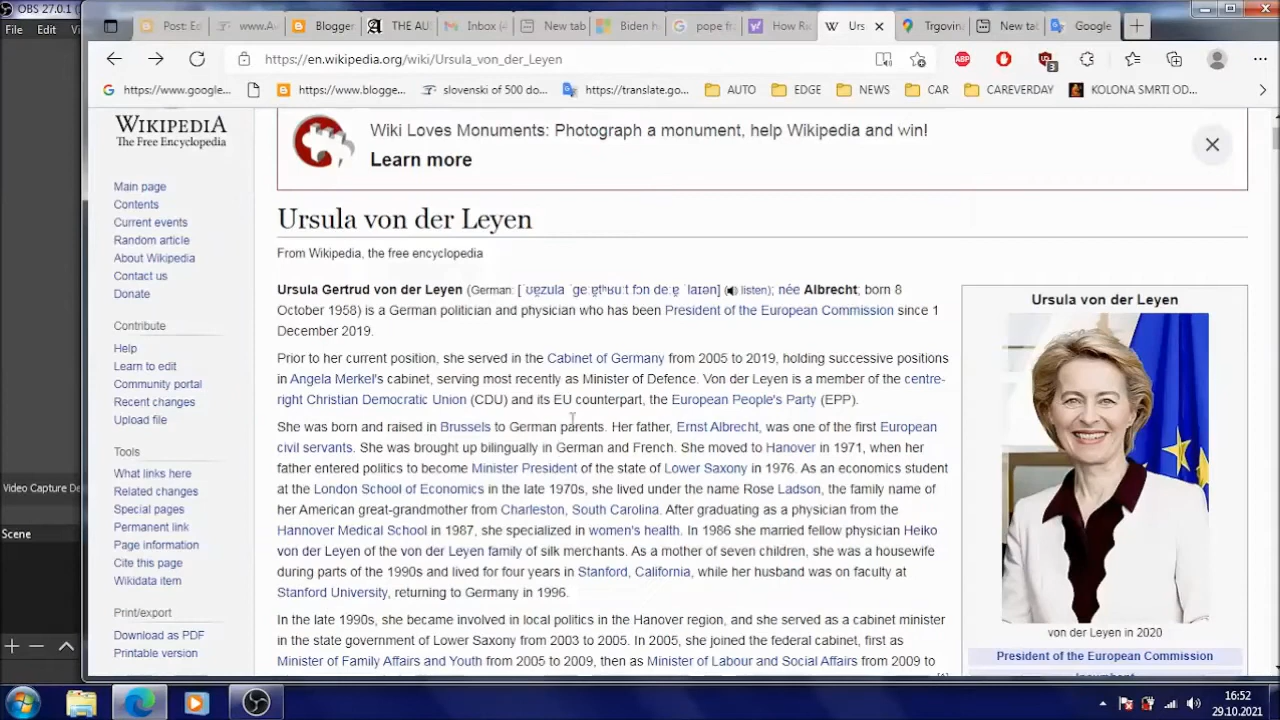 OBS 27.0.1 (
File Edit Vi
Post: Edi
www.A
Blogger
THE AU
Inbox (
New tab
Biden h
pope fr
How Ri
Urs
Trgovin
New tab
Google
https://en.wikipedia.org/wiki/Ursula_von_der_Leyen
ABP
3
https://www.google...
https://www.blogge...
slovenski of 500 do...
https://translate.go...
AUTO
EDGE
NEWS
CAR
CAREVERDAY
KOLONA SMRTI OD...
WIKIPEDIA
The Free Encyclopedia
Wiki Loves Monuments: Photograph a monument, help Wikipedia and win!
Learn more
Main page
Contents
Current events
Random article
About Wikipedia
Contact us
Donate
Contribute
Help
Learn to edit
Community portal
Recent changes
Upload file
Tools
What links here
Related changes
Special pages
Permanent link
Page information
Cite this page
Wikidata item
Print/export
Download as PDF
Printable version
Ursula von der Leyen
From Wikipedia, the free encyclopedia
Ursula Gertrud von der Leyen (German: (listen); née Albrecht; born 8
October 1958) is a German politician and physician who has been President of the European Commission since 1
December 2019.
Prior to her current position, she served in the Cabinet of Germany from 2005 to 2019, holding successive positions
in Angela Merkel's cabinet, serving most recently as Minister of Defence. Von der Leyen is a member of the centre-
right Christian Democratic Union (CDU) and its EU counterpart, the European People's Party (EPP).
She was born and raised in Brussels to German parents. Her father, Ernst Albrecht, was one of the first European
civil servants. She was brought up bilingually in German and French. She moved to Hanover in 1971, when her
father entered politics to become Minister President of the state of Lower Saxony in 1976. As an economics student
at the London School of Economics in the late 1970s, she lived under the name Rose Ladson, the family name of
her American great-grandmother from Charleston, South Carolina. After graduating as a physician from the
Hannover Medical School in 1987, she specialized in women's health. In 1986 she married fellow physician Heiko
von der Leyen of the von der Leyen family of silk merchants. As a mother of seven children, she was a housewife
during parts of the 1990s and lived for four years in Stanford, California, while her husband was on faculty at
Stanford University, returning to Germany in 1996.
In the late 1990s, she became involved in local politics in the Hanover region, and she served as a cabinet minister
in the state government of Lower Saxony from 2003 to 2005. In 2005, she joined the federal cabinet, first as
Minister of Family Affairs and Youth from 2005 to 2009, then as Minister of Labour and Social Affairs from 2009 to
Ursula von der Leyen
von der Leyen in 2020
President of the European Commission
Video Capture De
Scene
16:52
29.10.2021